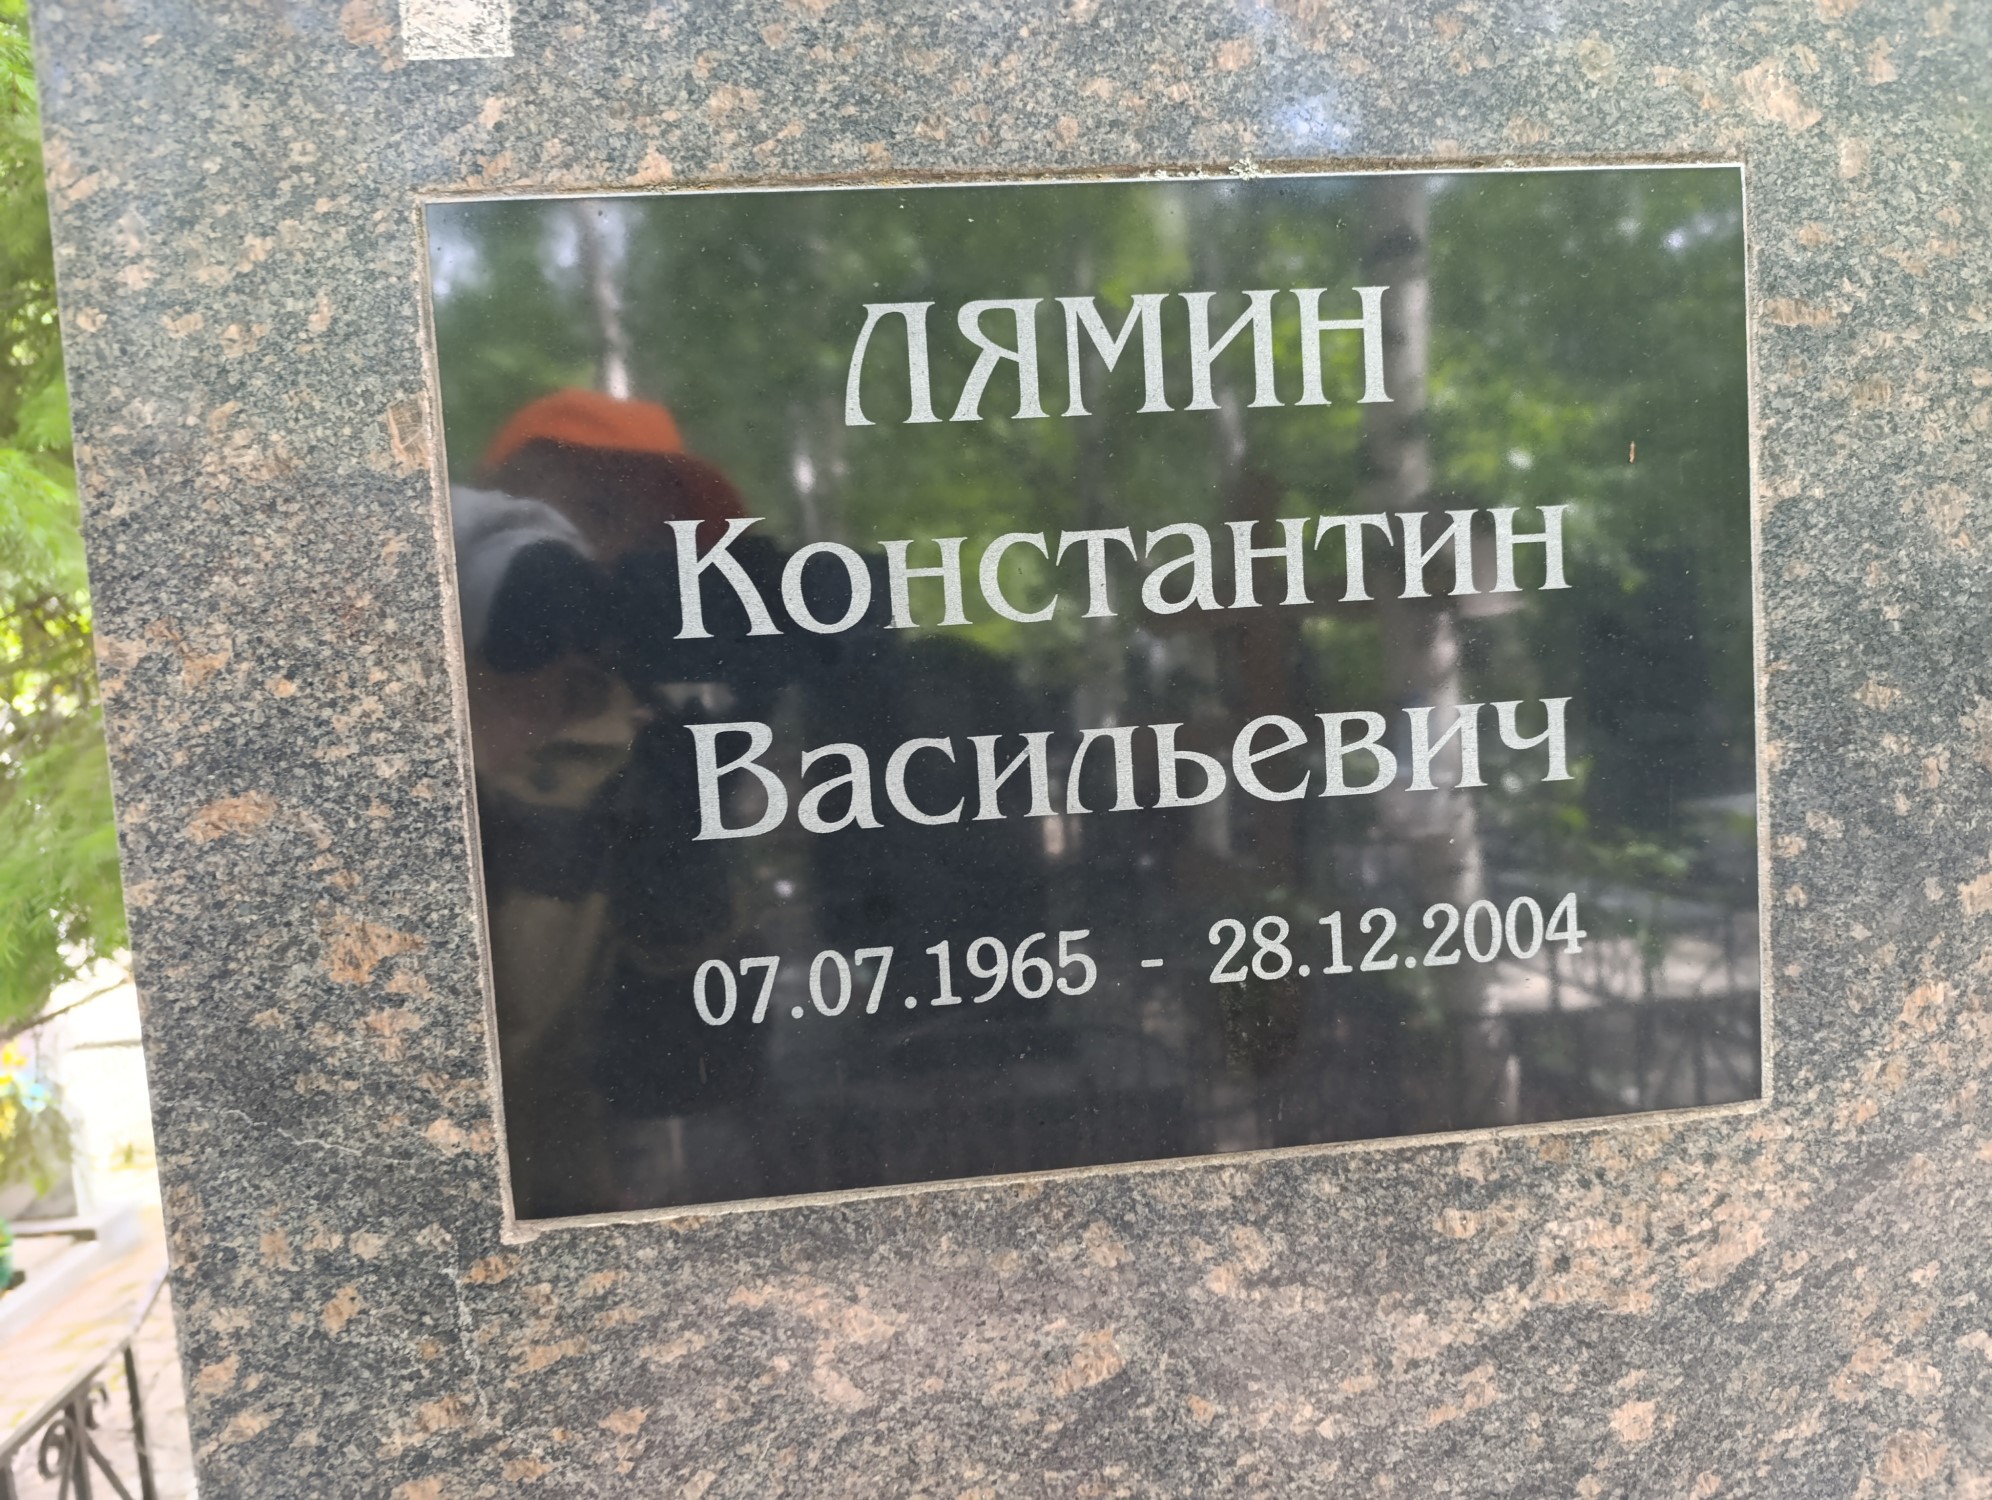 ЛЯМИН
Константин
Васильевич
07.07.1965 - 28.12.2004